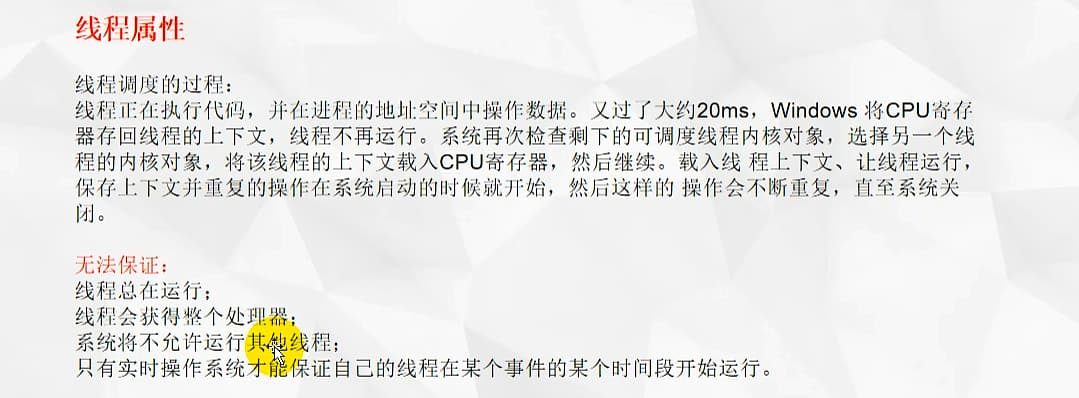 线程属性
线程调度的过程：
线程正在执行代码，并在进程的地址空间中操作数据。又过了大约20ms，Windows 将CPU寄存
器存回线程的上下文，线程不再运行。系统再次检查剩下的可调度线程内核对象，选择另一个线
程的内核对象，将该线程的上下文载入CPU寄存器，然后继续。载入线 程上下文、让线程运行，
保存上下文并重复的操作在系统启动的时候就开始，然后这样的 操作会不断重复，直至系统关
闭。
无法保证：
线程总在运行；
线程会获得整个处理器；
系统将不允许运行其他线程；
只有实时操作系统才能保证自己的线程在某个事件的某个时间段开始运行。